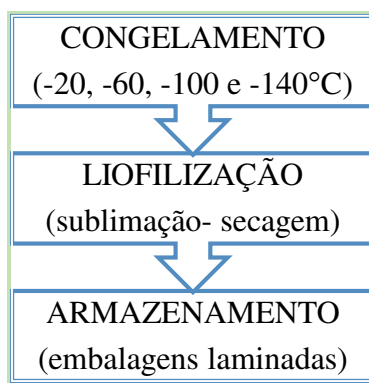 CONGELAMENTO
(-20, -60, -100 e -140°C)
LIOFILIZAÇÃO
(sublimação- secagem)
ARMAZENAMENTO
(embalagens laminadas)